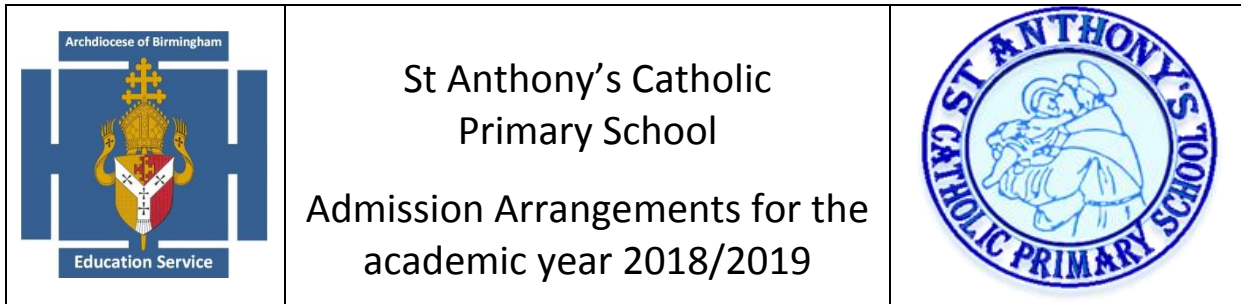 Archdiocese of Birmingham
Education Service
St Anthony’s Catholic
Primary School
Admission Arrangements for the
academic year 2018/2019
ST ANTHONY'S
CATHOLIC PRIMARY SCHOOL